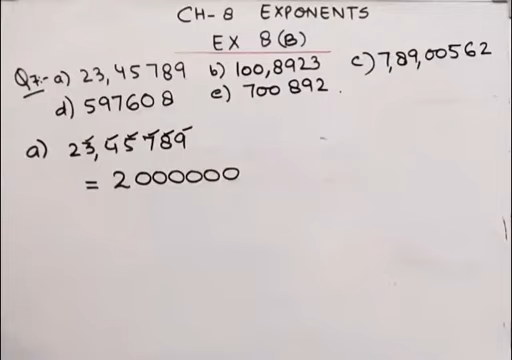 CH-8 EXPONENTS
EX 8(B)
Q7:- a) 23,45789 b) 100,8923 c) 7,89,00562
d) 597608 e) 700892.
a) 23,45789
= 2000000